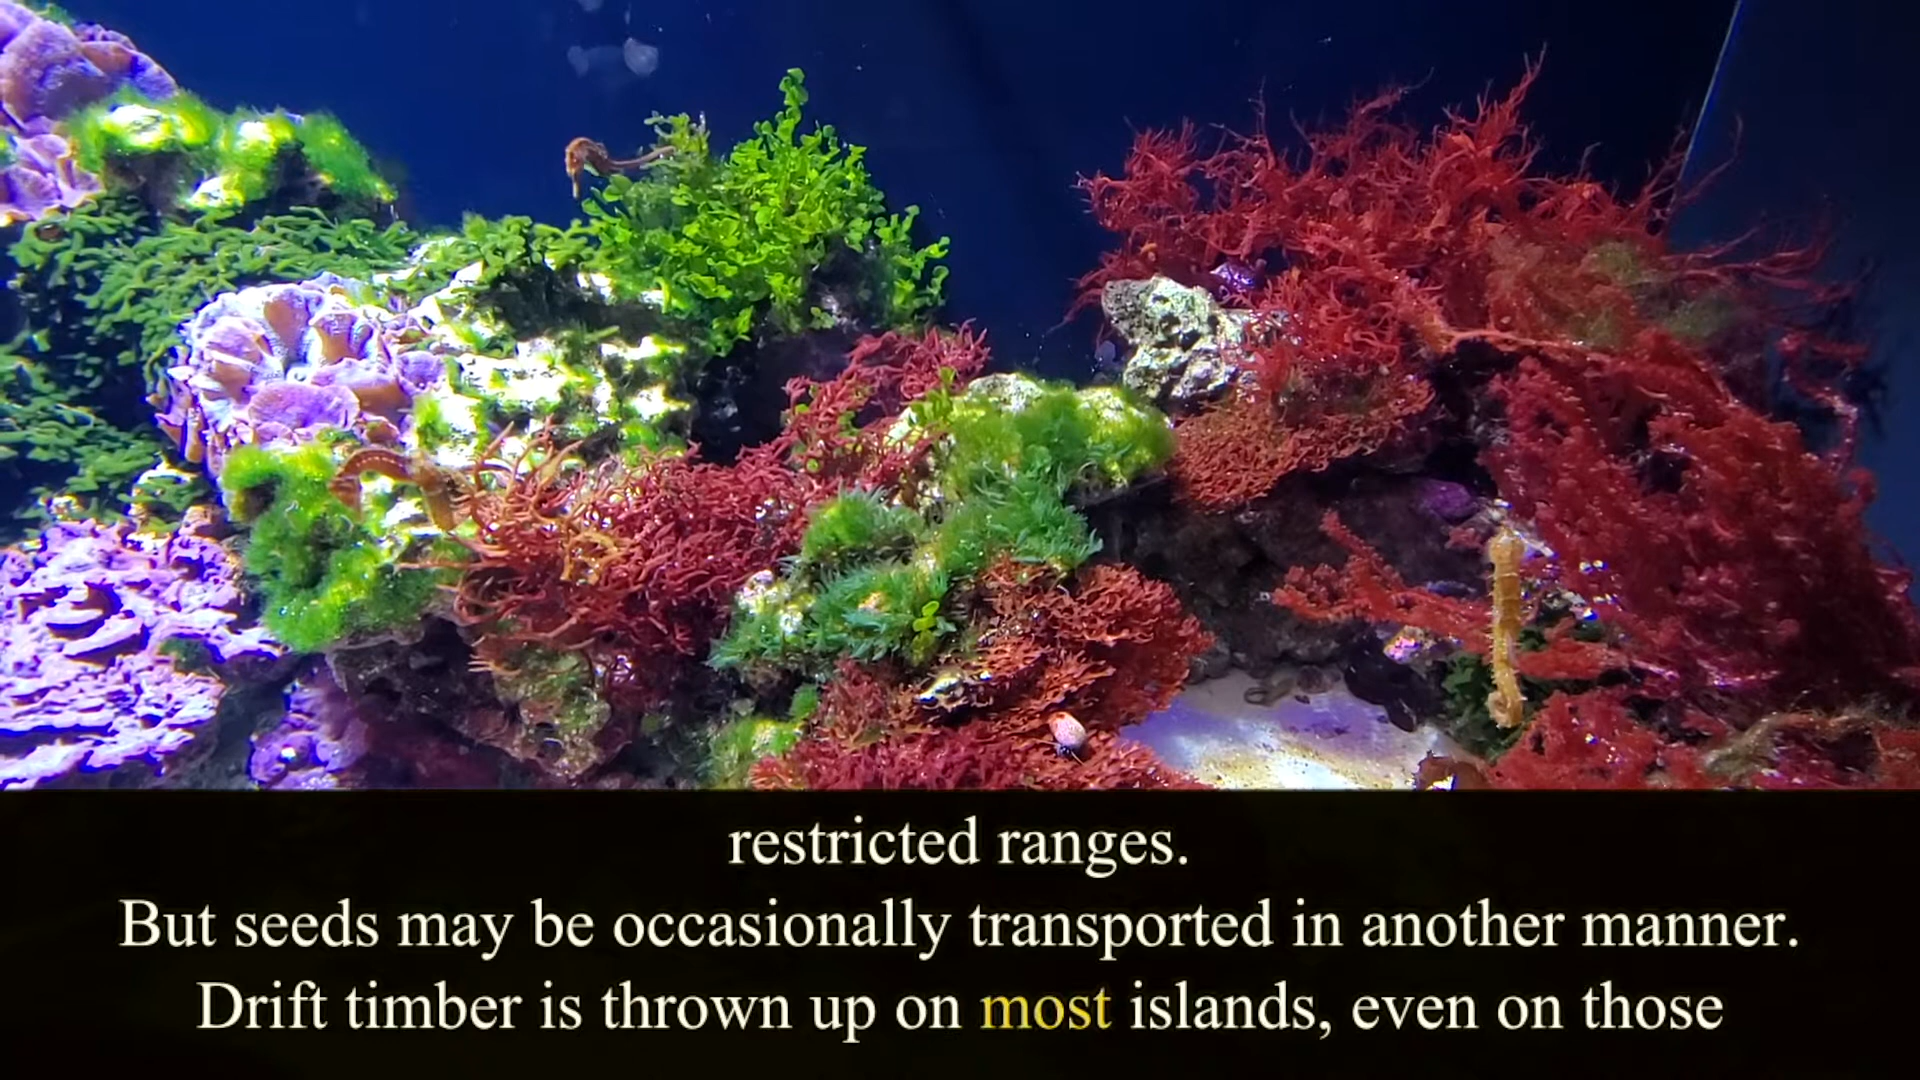 restricted ranges.
But seeds may be occasionally transported in another manner.
Drift timber is thrown up on most islands, even on those